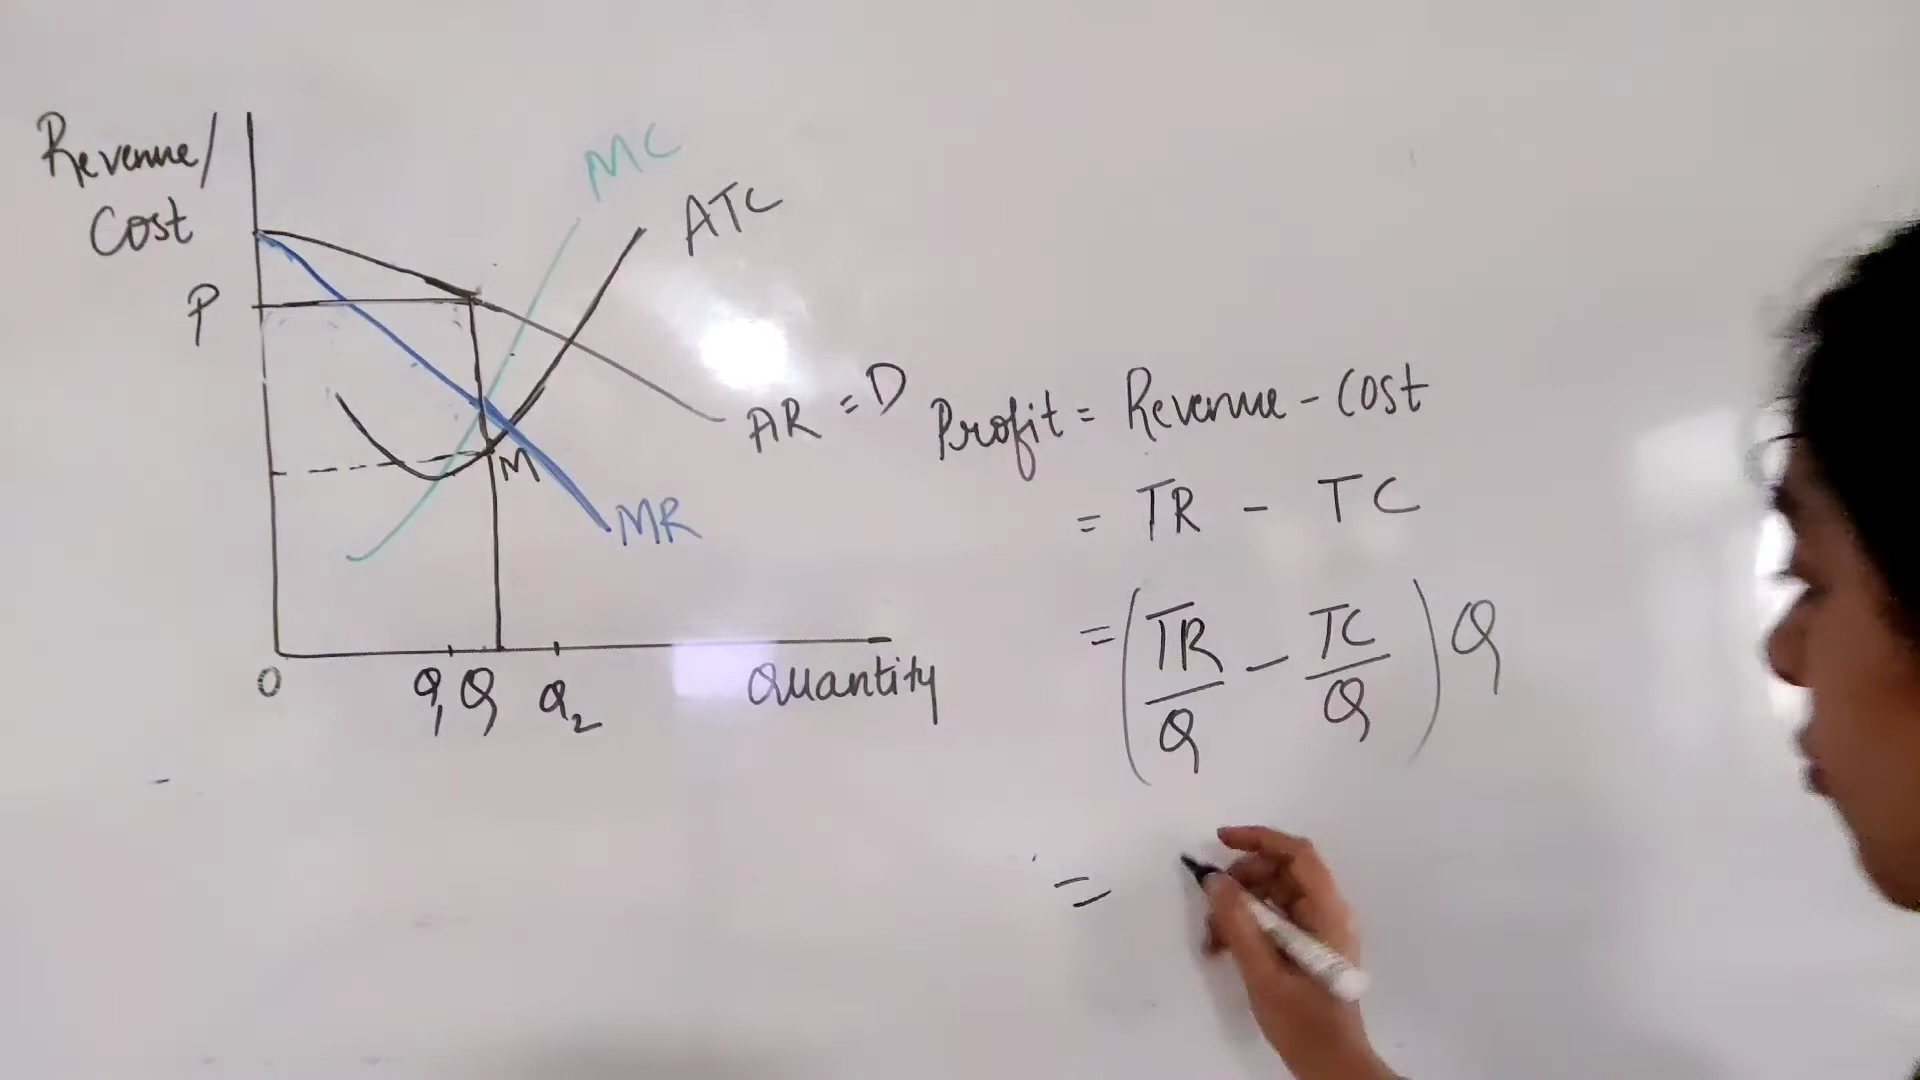 Revenue/
Cost
MC
ATC
P
AR = D
M
MR
0
Q1 Q Q2
Quantity
Profit = Revenue - Cost
= TR - TC
= (TR/Q - TC/Q) Q
=